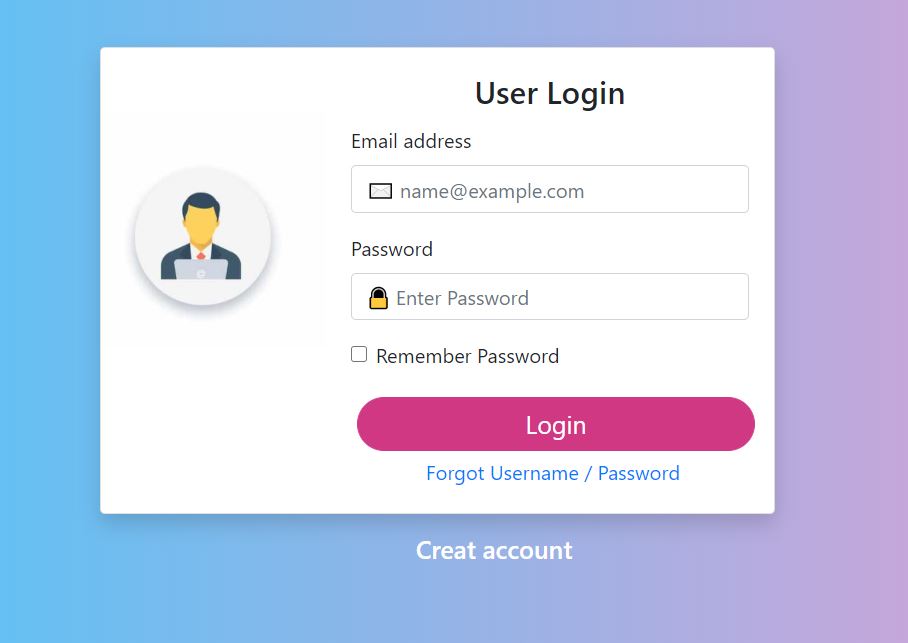 User Login
Email address
name@example.com
Password
Enter Password
Remember Password
Login
Forgot Username / Password
Creat account